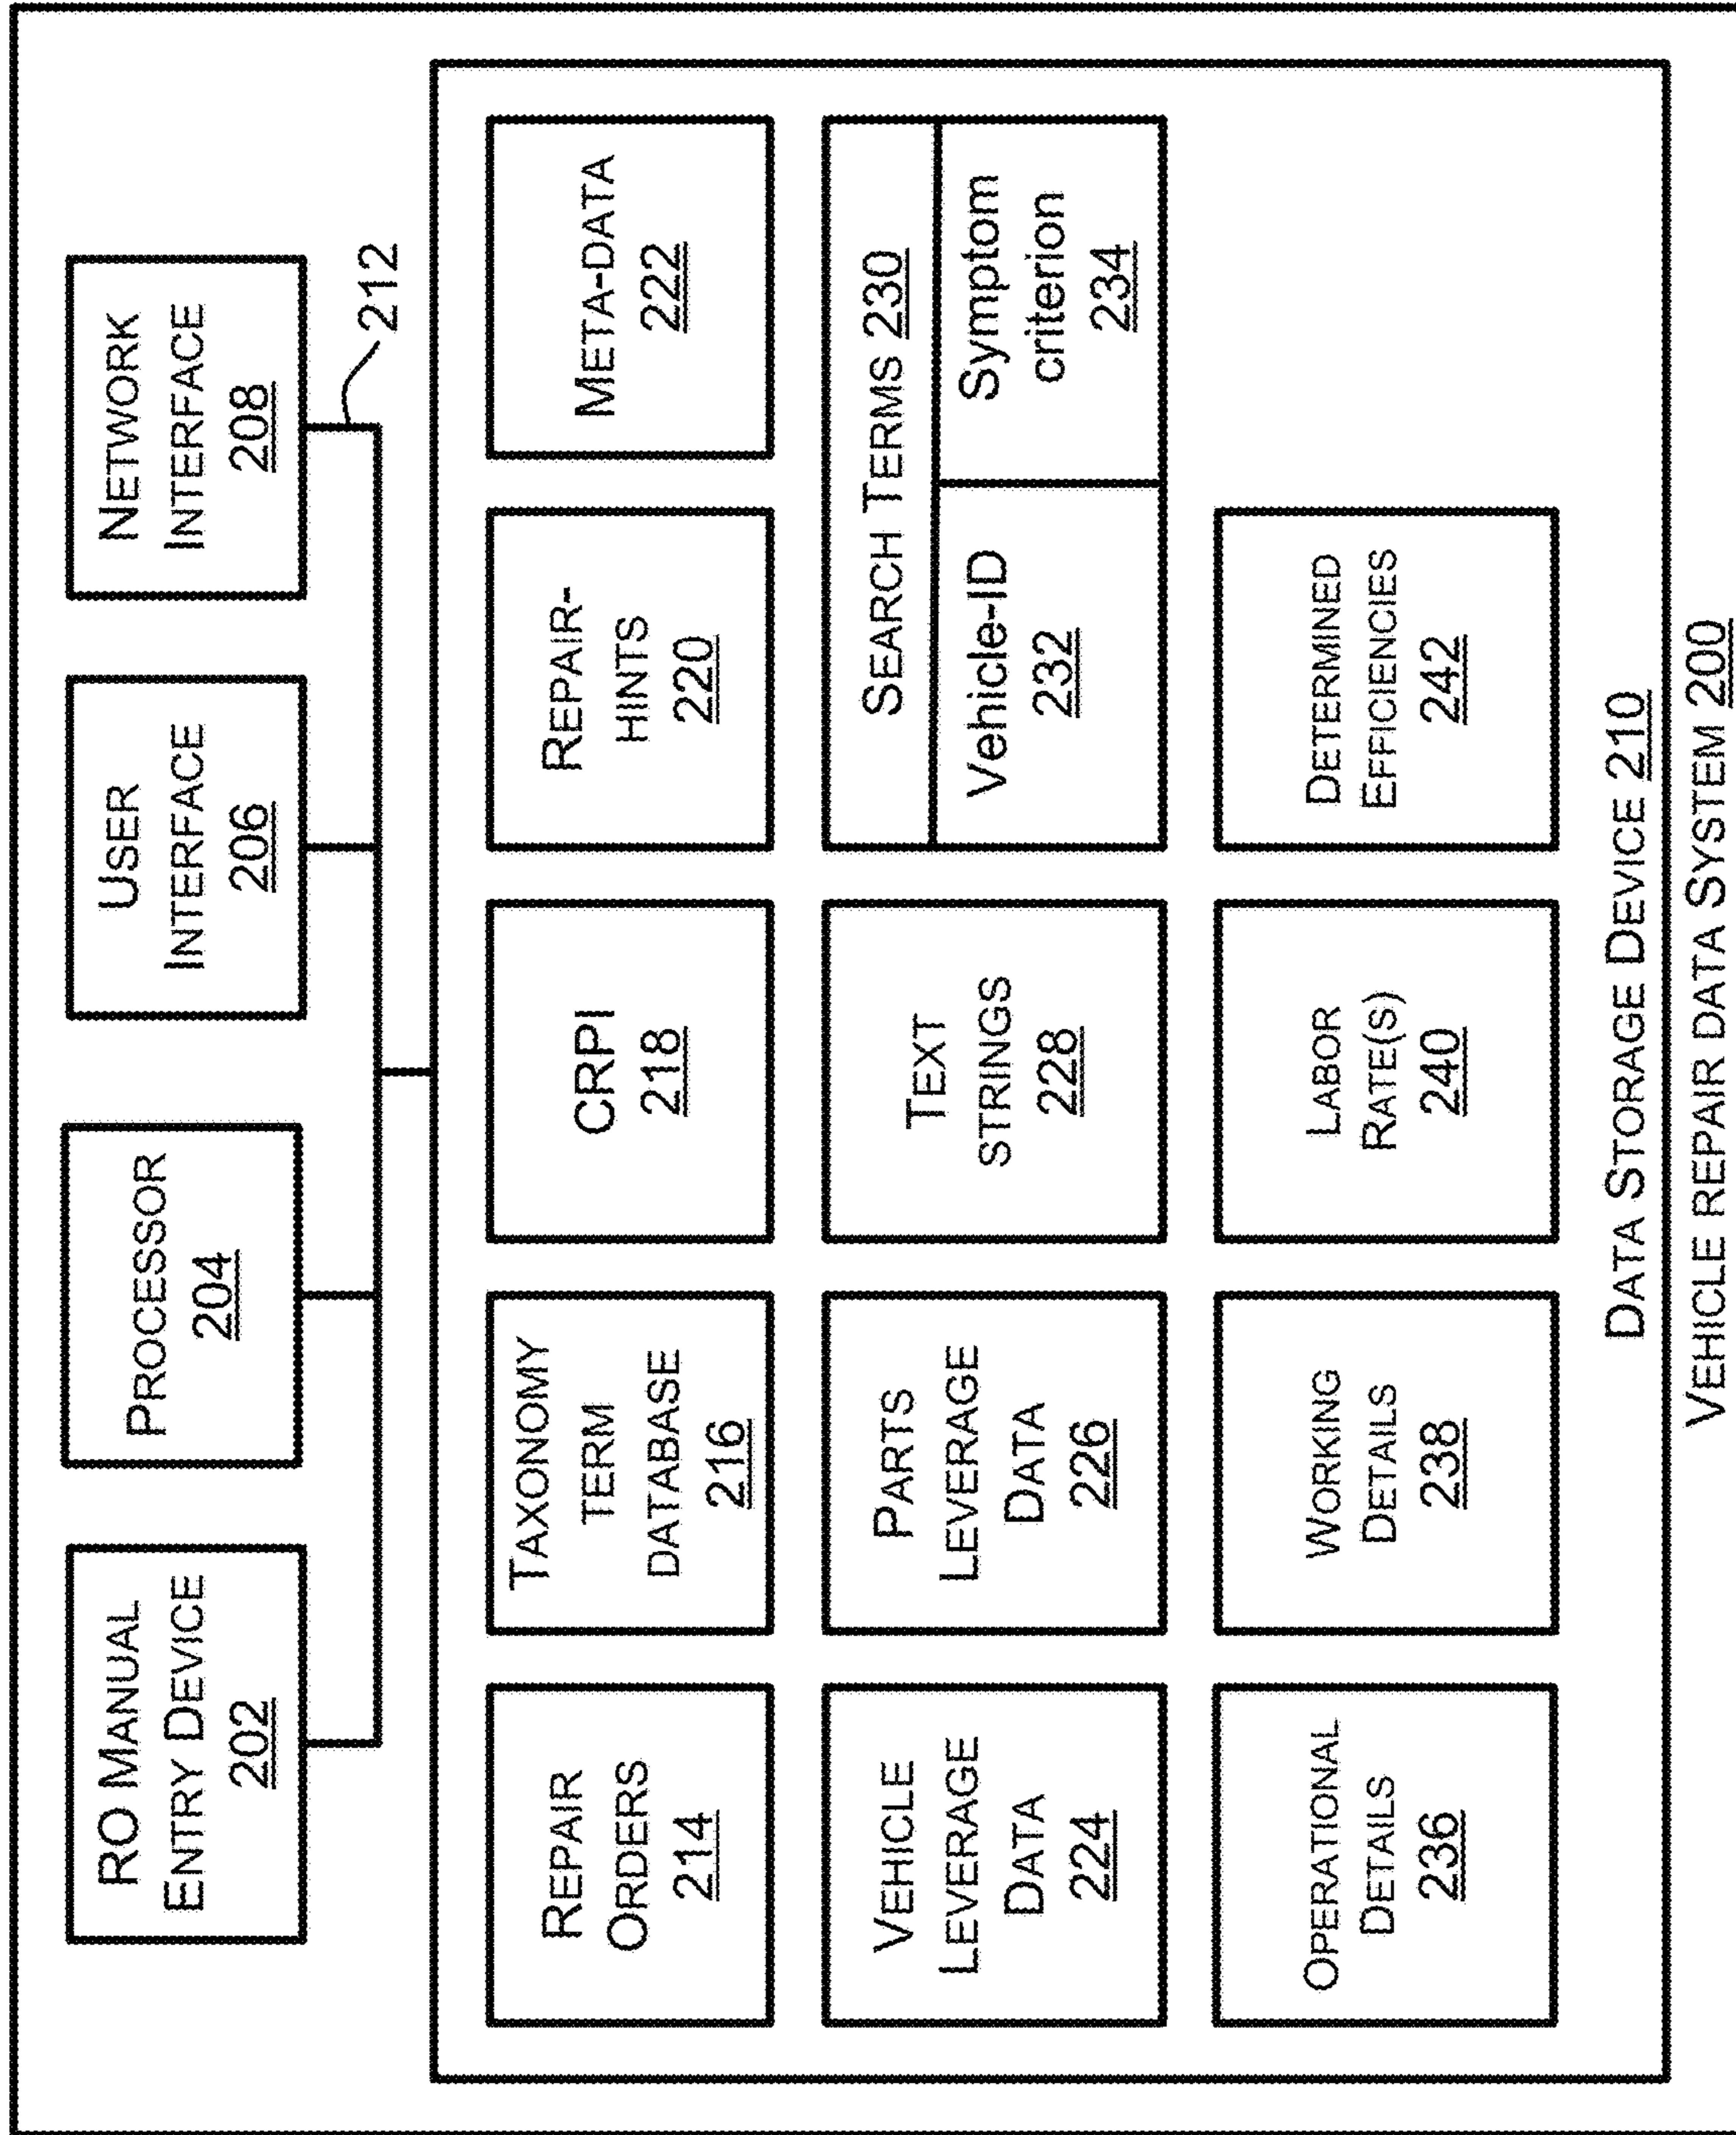 RO MANUAL
ENTRY DEVICE
202
PROCESSOR
204
USER
INTERFACE
206
NETWORK
INTERFACE
208
212
REPAIR
ORDERS
214
TAXONOMY
TERM
DATABASE
216
CRPI
218
REPAIR-
HINTS
220
META-DATA
222
VEHICLE
LEVERAGE
DATA
224
PARTS
LEVERAGE
DATA
226
TEXT
STRINGS
228
SEARCH TERMS 230
Vehicle-ID
232
Symptom
criterion
234
OPERATIONAL
DETAILS
236
WORKING
DETAILS
238
LABOR
RATE(S)
240
DETERMINED
EFFICIENCIES
242
DATA STORAGE DEVICE 210
VEHICLE REPAIR DATA SYSTEM 200